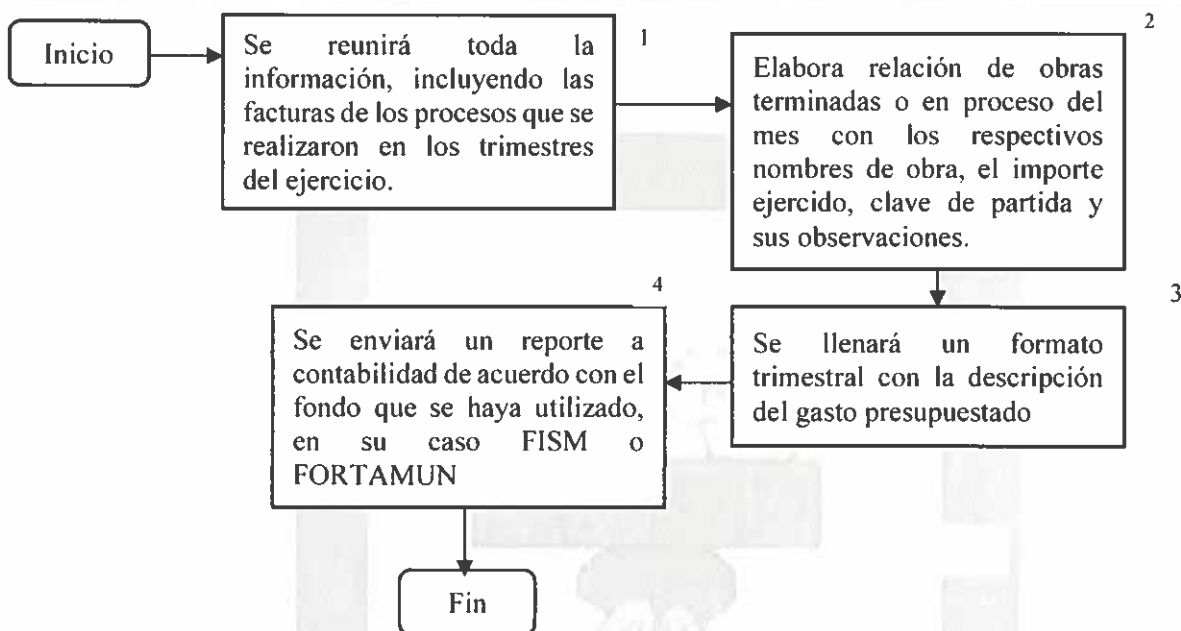 Inicio
Se reunirá toda la
información, incluyendo las
facturas de los procesos que se
realizaron en los trimestres
del ejercicio.
1
2
Elabora relación de obras
terminadas o en proceso del
mes con los respectivos
nombres de obra, el importe
ejercido, clave de partida y
sus observaciones.
3
Se llenará un formato
trimestral con la descripción
del gasto presupuestado
4
Se enviará un reporte a
contabilidad de acuerdo con el
fondo que se haya utilizado,
en su caso FISM o
FORTAMUN
Fin